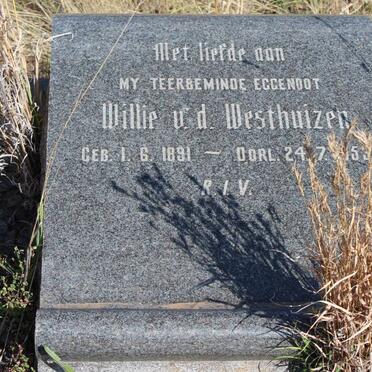 Met liefde aan
MY TEERBEMINDE EGGENOOT
Willie v.d. Westhuizen
GEB. 1. 6. 1891 — OORL. 24. 7.
R.I.V.